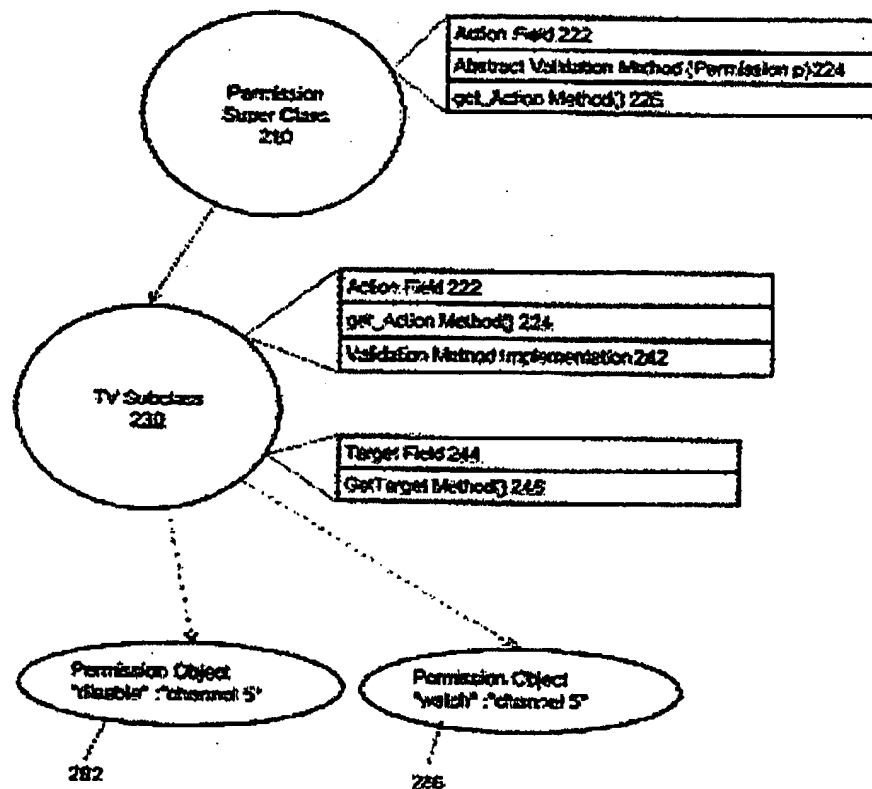 Action Field 222
Abstract Validation Method (Permission p) 224
get_Action Method() 226
Permission
Super Class
210
Action Field 222
get_Action Method() 224
Validation Method Implementation 242
TV Subclass
230
Target Field 244
GetTarget Method() 246
Permission Object
"disable" :"channel 5"
Permission Object
"watch" :"channel 5"
282
286